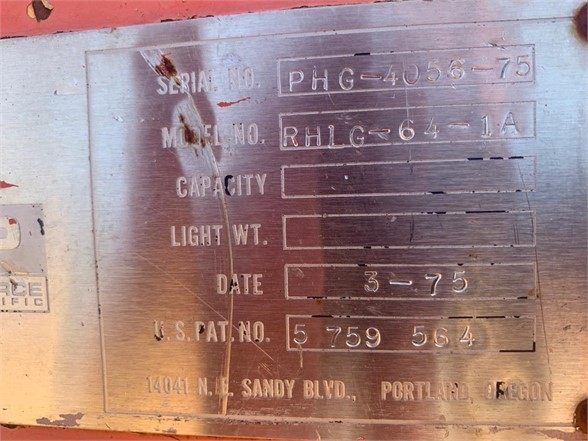 SERIAL NO. PHG-4056-75
MODEL NO. RHLG-64-1A
CAPACITY
LIGHT WT.
DATE 3-75
U.S. PAT. NO. 5 759 564
14041 N.E. SANDY BLVD., PORTLAND, OREGON